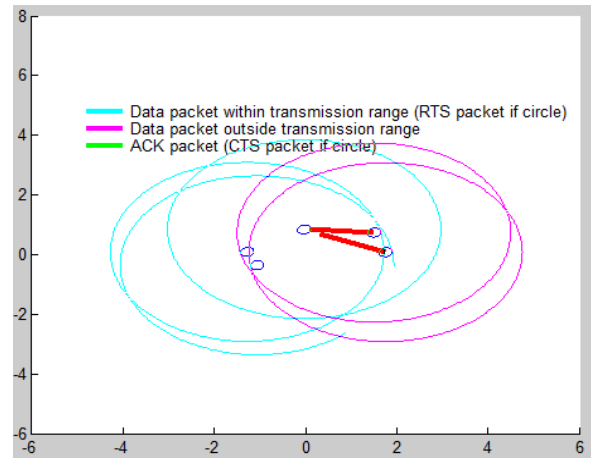 8
6
Data packet within transmission range (RTS packet if circle)
Data packet outside transmission range
4
ACK packet (CTS packet if circle)
2
0
-2
-4
-6
-6 -4 -2 0 2 4 6